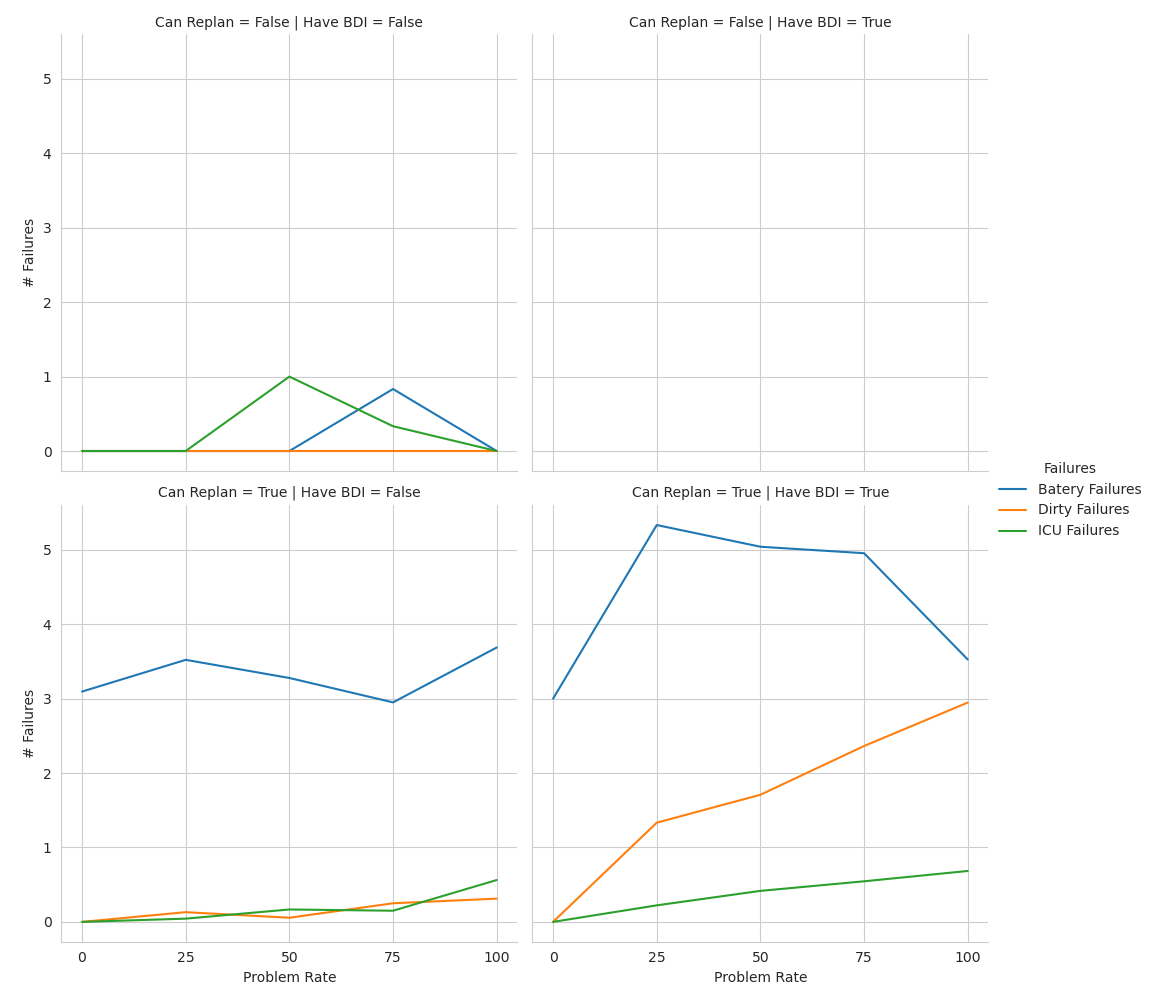 Can Replan = False | Have BDI = False
Can Replan = False | Have BDI = True
5
4
3
2
1
0
# Failures
Failures
Batery Failures
Dirty Failures
ICU Failures
Can Replan = True | Have BDI = False
Can Replan = True | Have BDI = True
5
4
3
2
1
0
# Failures
0 25 50 75 100
0 25 50 75 100
Problem Rate
Problem Rate